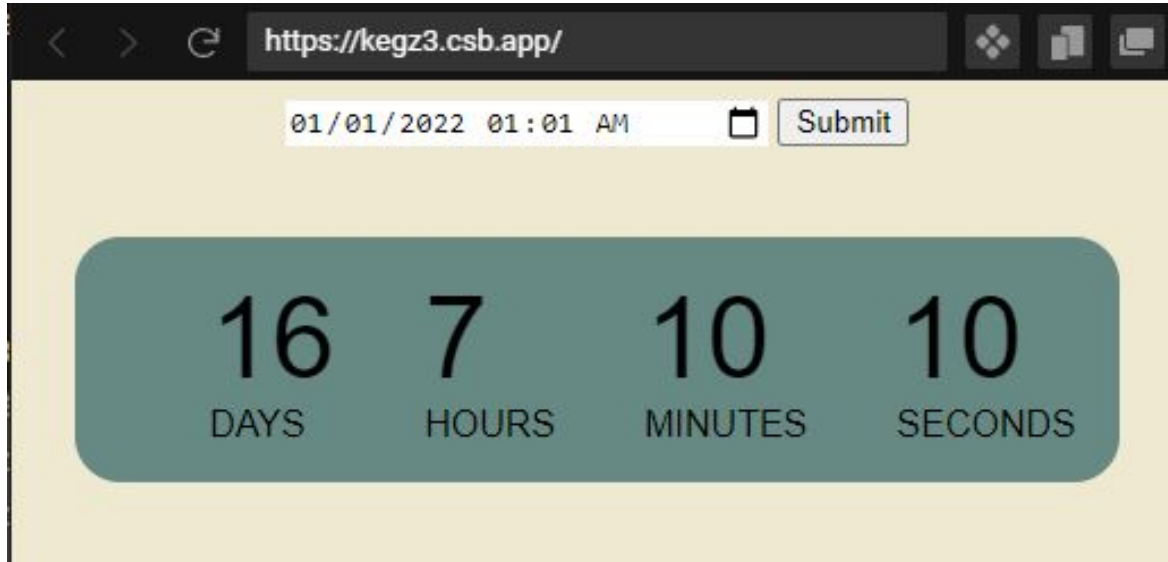 https://kegz3.csb.app/
01/01/2022 01:01 AM Submit
16 7 10 10
DAYS HOURS MINUTES SECONDS